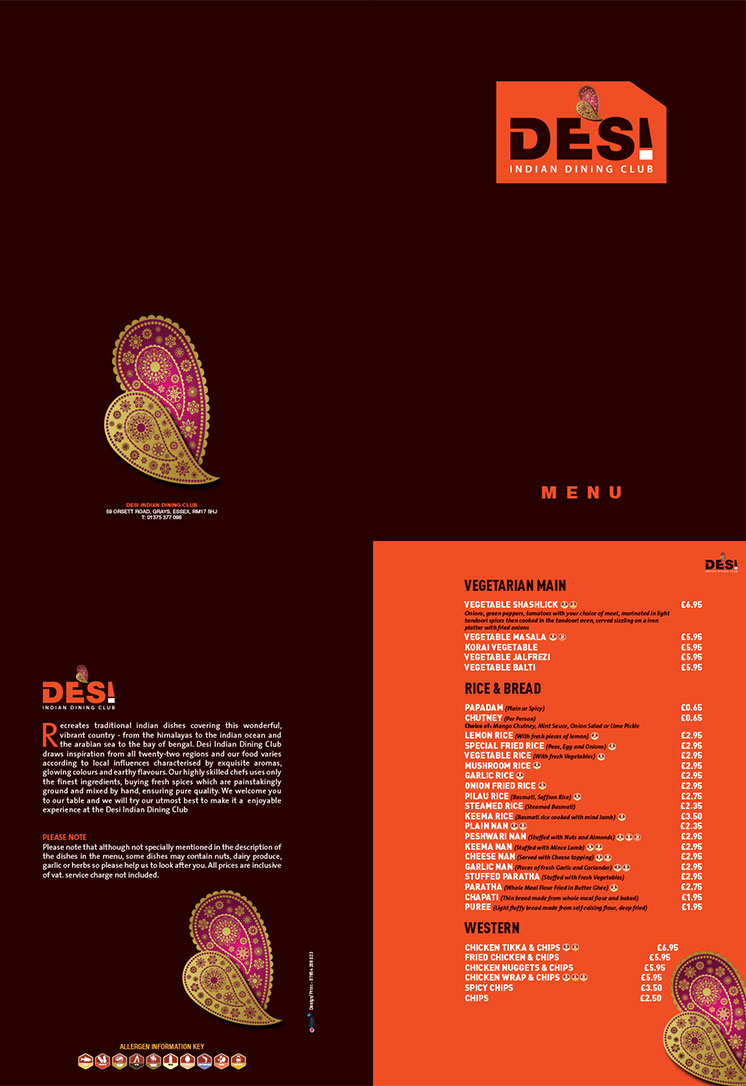 DESI
INDIAN DINING CLUB
DESI INDIAN DINING CLUB
59 ORSETT ROAD, GRAYS, ESSEX, RM17 5HJ
T: 01375 377 098
MENU
DESI
INDIAN DINING CLUB
Recreates traditional indian dishes covering this wonderful,
vibrant country - from the himalayas to the indian ocean and
the arabian sea to the bay of bengal. Desi Indian Dining Club
draws inspiration from all twenty-two regions and our food varies
according to local influences characterised by exquisite aromas,
glowing colours and earthy flavours. Our highly skilled chefs uses only
the finest ingredients, buying fresh spices which are painstakingly
ground and mixed by hand, ensuring pure quality. We welcome you
to our table and we will try our utmost best to make it a enjoyable
experience at the Desi Indian Dining Club
PLEASE NOTE
Please note that although not specially mentioned in the description of
the dishes in the menu, some dishes may contain nuts, dairy produce,
garlic or herbs so please help us to look after you. All prices are inclusive
of vat. service charge not included.
ALLERGEN INFORMATION KEY
DESI
INDIAN DINING CLUB
VEGETARIAN MAIN
VEGETABLE SHASHLICK £6.95
Onions, green peppers, tomatoes with your choice of meat, marinated in light
tandoori spices then cooked in the tandoori oven, served sizzling on a iron
platter with fried onions
VEGETABLE MASALA £5.95
KORAI VEGETABLE £5.95
VEGETABLE JALFREZI £5.95
VEGETABLE BALTI £5.95
RICE & BREAD
PAPADAM (Plain or Spicy) £0.65
CHUTNEY (Per Person) £0.65
Choice of: Mango Chutney, Mint Sauce, Onion Salad or Lime Pickle
LEMON RICE (With fresh pieces of lemon) £2.95
SPECIAL FRIED RICE (Peas, Egg and Onions) £2.95
VEGETABLE RICE (With fresh Vegetables) £2.95
MUSHROOM RICE £2.95
GARLIC RICE £2.95
ONION FRIED RICE £2.95
PILAU RICE (Basmati, Saffron Rice) £2.75
STEAMED RICE (Steamed Basmati) £2.35
KEEMA RICE (Basmati rice cooked with mind lamb) £3.50
PLAIN NAN £2.35
PESHWARI NAN (Stuffed with Nuts and Almonds) £2.95
KEEMA NAN (Stuffed with Mince Lamb) £2.95
CHEESE NAN (Served with Cheese topping) £2.95
GARLIC NAN (Pieces of Fresh Garlic and Coriander) £2.95
STUFFED PARATHA (Stuffed with Fresh Vegetables) £2.95
PARATHA (Whole Meal Flour Fried in Butter Ghee) £2.75
CHAPATI (Thin bread made from whole meal flour and baked) £1.95
PUREE (Light fluffy bread made from self-raising flour, deep fried) £1.95
WESTERN
CHICKEN TIKKA & CHIPS £6.95
FRIED CHICKEN & CHIPS £5.95
CHICKEN NUGGETS & CHIPS £5.95
CHICKEN WRAP & CHIPS £5.95
SPICY CHIPS £3.50
CHIPS £2.50